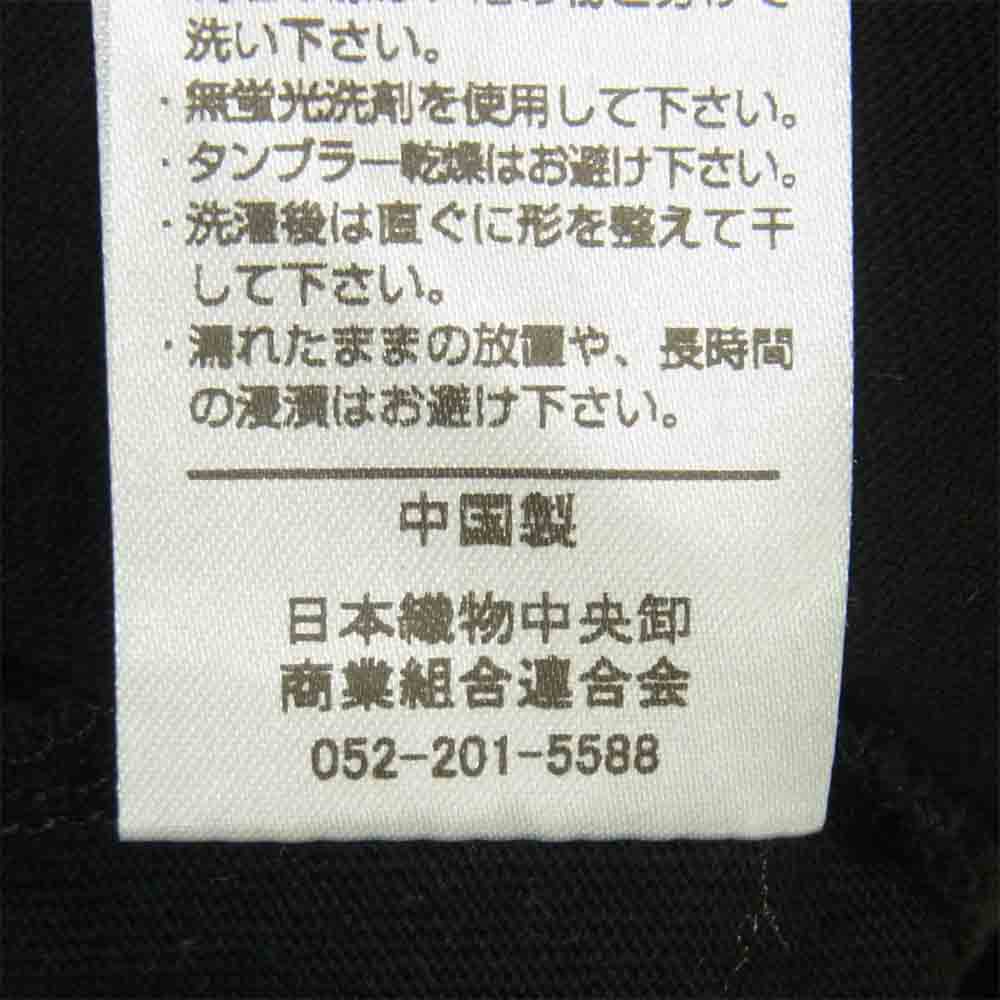 洗い下さい。
・無蛍光洗剤を使用して下さい。
・タンブラー乾燥はお避け下さい。
・洗濯後は直ぐに形を整えて干
して下さい。
・濡れたままの放置や、長時間
の浸漬はお避け下さい。
中国製
日本織物中央卸
商業組合連合会
052-201-5588